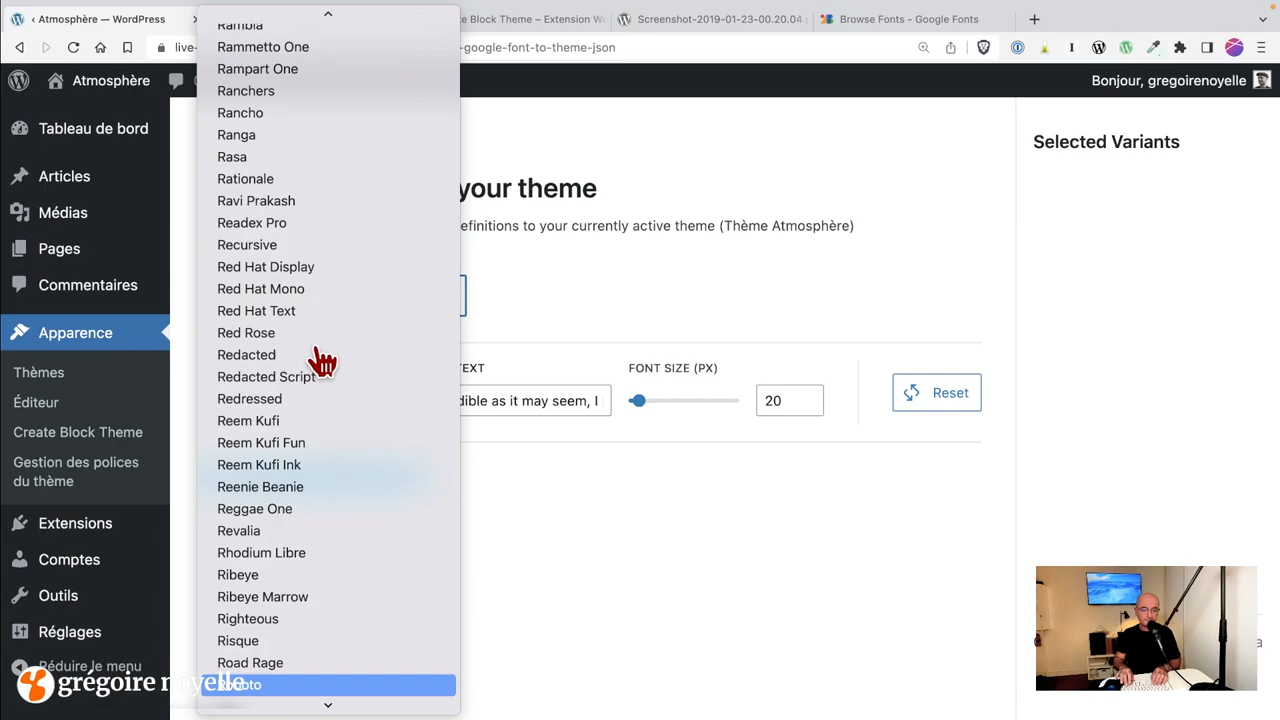 Atmosphère — WordPress
te Block Theme – Extension W
Screenshot-2019-01-23-00.20.04.
Browse Fonts - Google Fonts
live-
-google-font-to-theme-json
Atmosphère
Bonjour, gregoirenoyelle
Tableau de bord
Articles
Médias
Pages
Commentaires
Apparence
Thèmes
Éditeur
Create Block Theme
Gestion des polices
du thème
Extensions
Comptes
Outils
Réglages
Réduire le menu
grégoire noyelle
Rambla
Rammetto One
Rampart One
Ranchers
Rancho
Ranga
Rasa
Rationale
Ravi Prakash
Readex Pro
Recursive
Red Hat Display
Red Hat Mono
Red Hat Text
Red Rose
Redacted
Redacted Script
Redressed
Reem Kufi
Reem Kufi Fun
Reem Kufi Ink
Reenie Beanie
Reggae One
Revalia
Rhodium Libre
Ribeye
Ribeye Marrow
Righteous
Risque
Road Rage
Roboto
your theme
efinitions to your currently active theme (Thème Atmosphère)
EXT
FONT SIZE (PX)
dible as it may seem, I
20
Reset
Selected Variants